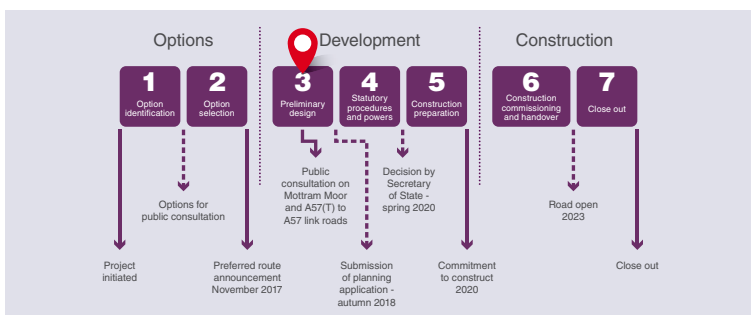 Options
Development
Construction
1
Option
identification
2
Option
selection
3
Preliminary
design
4
Statutory
procedures
and powers
5
Construction
preparation
6
Construction
commissioning
and handover
7
Close out
Public
consultation on
Mottram Moor
and A57(T) to
A57 link roads
Decision by
Secretary
of State -
spring 2020
Options for
public consultation
Road open
2023
Project
initiated
Preferred route
announcement
November 2017
Submission
of planning
application -
autumn 2018
Commitment
to construct
2020
Close out